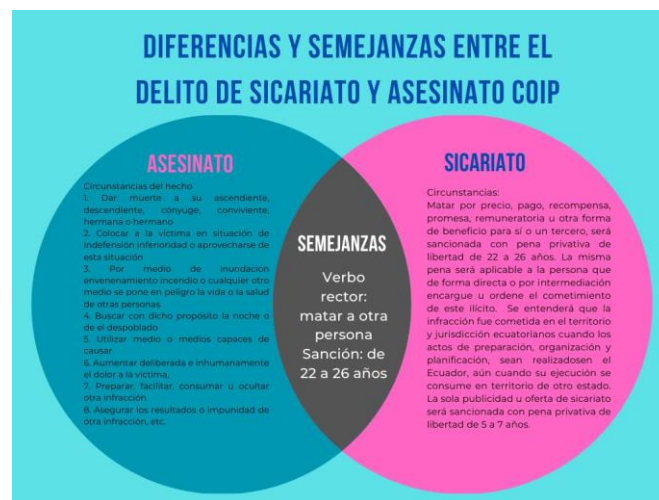 DIFERENCIAS Y SEMEJANZAS ENTRE EL
DELITO DE SICARIATO Y ASESINATO COIP
ASESINATO
Circunstancias del hecho
1. Dar muerte a su ascendiente,
descendiente, cónyuge, conviviente,
hermana o hermano
2. Colocar a la víctima en situación de
indefensión inferioridad o aprovecharse de
esta situación
3. Por medio de inundación
envenenamiento incendio o cualquier otro
medio se pone en peligro la vida o la salud
de otras personas
4. Buscar con dicho propósito la noche o
de el despoblado
5. Utilizar medio o medios capaces de
causar
6. Aumentar deliberada e inhumanamente
el dolor a la víctima,
7. Preparar, facilitar, consumar u ocultar
otra infracción
8. Asegurar los resultados o impunidad de
otra infracción, etc.
SEMEJANZAS
Verbo
rector:
matar a otra
persona
Sanción: de
22 a 26 años
SICARIATO
Circunstancias:
Matar por precio, pago, recompensa,
promesa, remuneratoria u otra forma
de beneficio para sí o un tercero, será
sancionada con pena privativa de
libertad de 22 a 26 años. La misma
pena será aplicable a la persona que
de forma directa o por intermediación
encargue u ordene el cometimiento
de este ilícito. Se entenderá que la
infracción fue cometida en el territorio
y jurisdicción ecuatorianos cuando los
actos de preparación, organización y
planificación, sean realizadosen el
Ecuador, aún cuando su ejecución se
consume en territorio de otro estado.
La sola publicidad u oferta de sicariato
será sancionada con pena privativa de
libertad de 5 a 7 años.